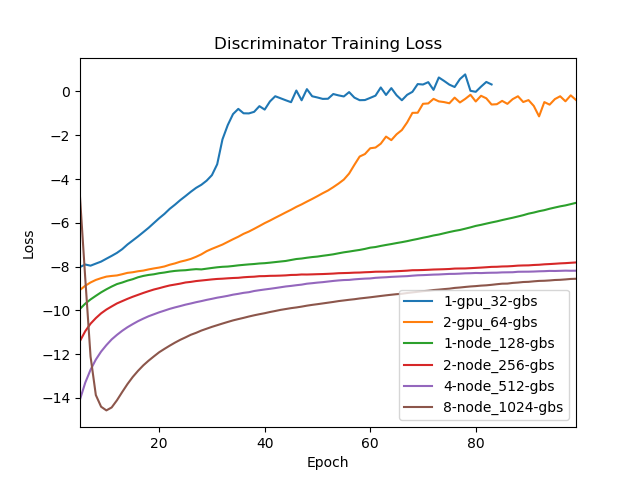 Discriminator Training Loss
0
−2
−4
−6
−8
−10
−12
−14
Loss
20
40
60
80
Epoch
1-gpu_32-gbs
2-gpu_64-gbs
1-node_128-gbs
2-node_256-gbs
4-node_512-gbs
8-node_1024-gbs